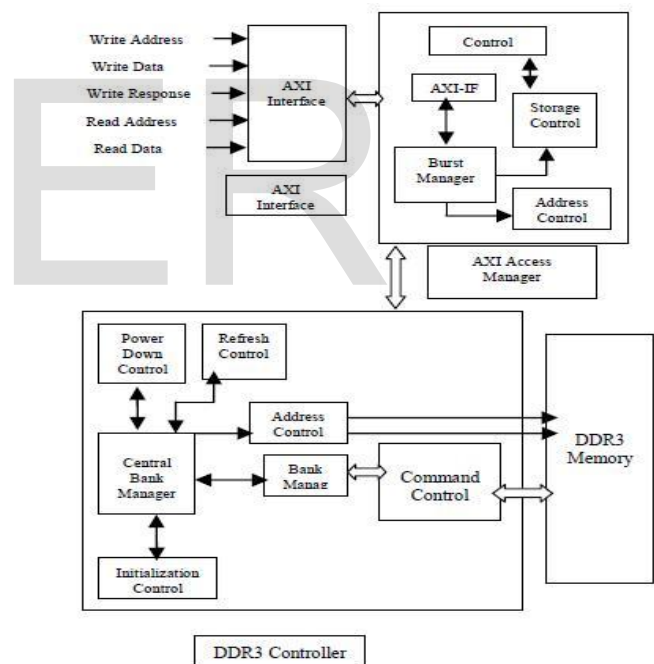 Write Address
Write Data
Write Response
Read Address
Read Data
AXI
Interface
AXI
Interface
Control
AXI-IF
Storage
Control
Burst
Manager
Address
Control
AXI Access
Manager
Power
Down
Control
Refresh
Control
Address
Control
Central
Bank
Manager
Bank
Manag
Command
Control
Initialization
Control
DDR3
Memory
DDR3 Controller
ER